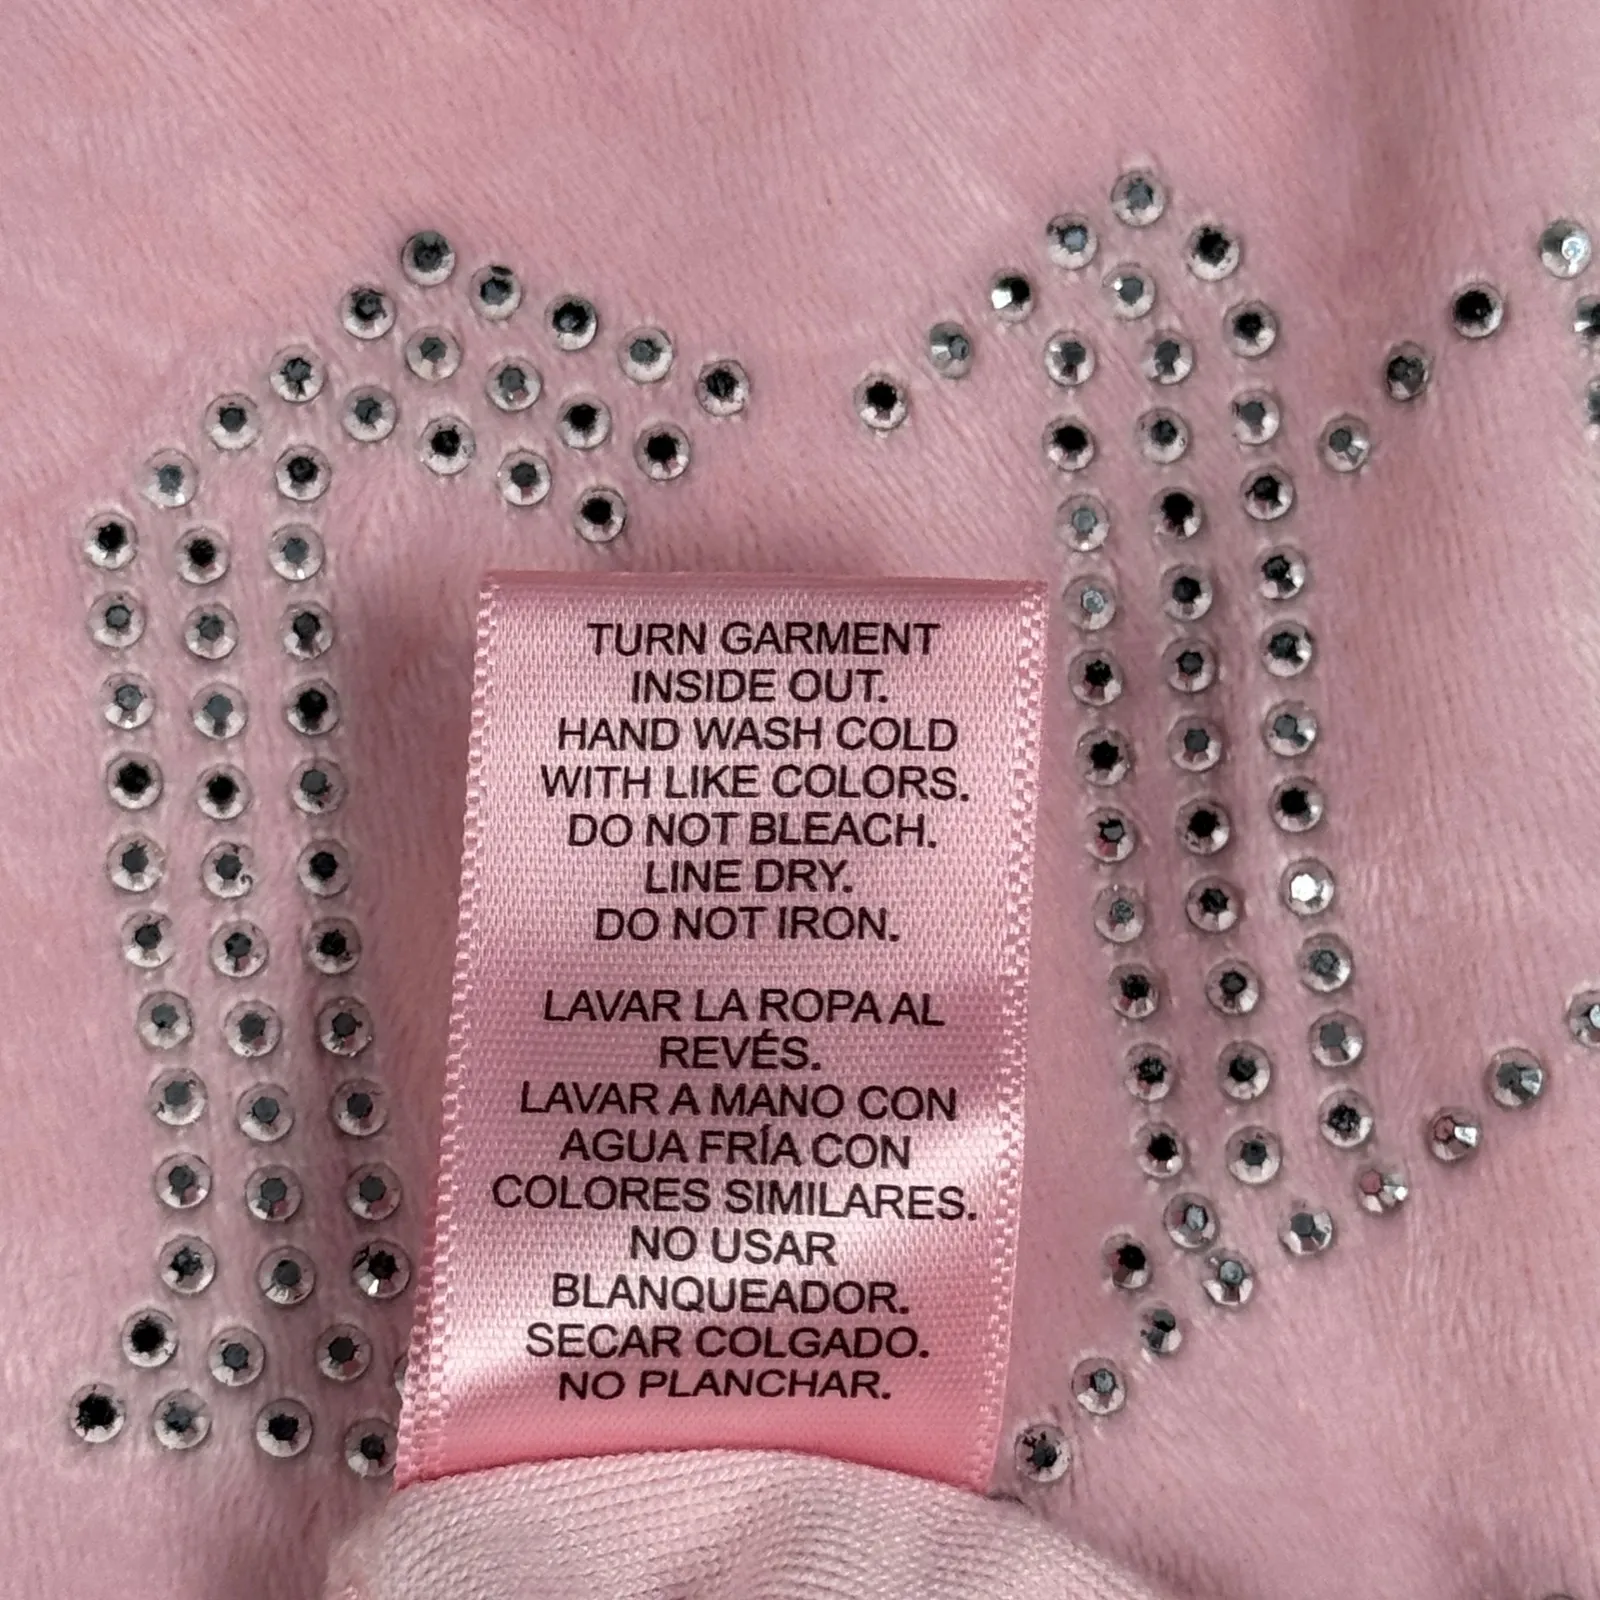 TURN GARMENT
INSIDE OUT.
HAND WASH COLD
WITH LIKE COLORS.
DO NOT BLEACH.
LINE DRY.
DO NOT IRON.
LAVAR LA ROPA AL
REVÉS.
LAVAR A MANO CON
AGUA FRÍA CON
COLORES SIMILARES.
NO USAR
BLANQUEADOR.
SECAR COLGADO.
NO PLANCHAR.